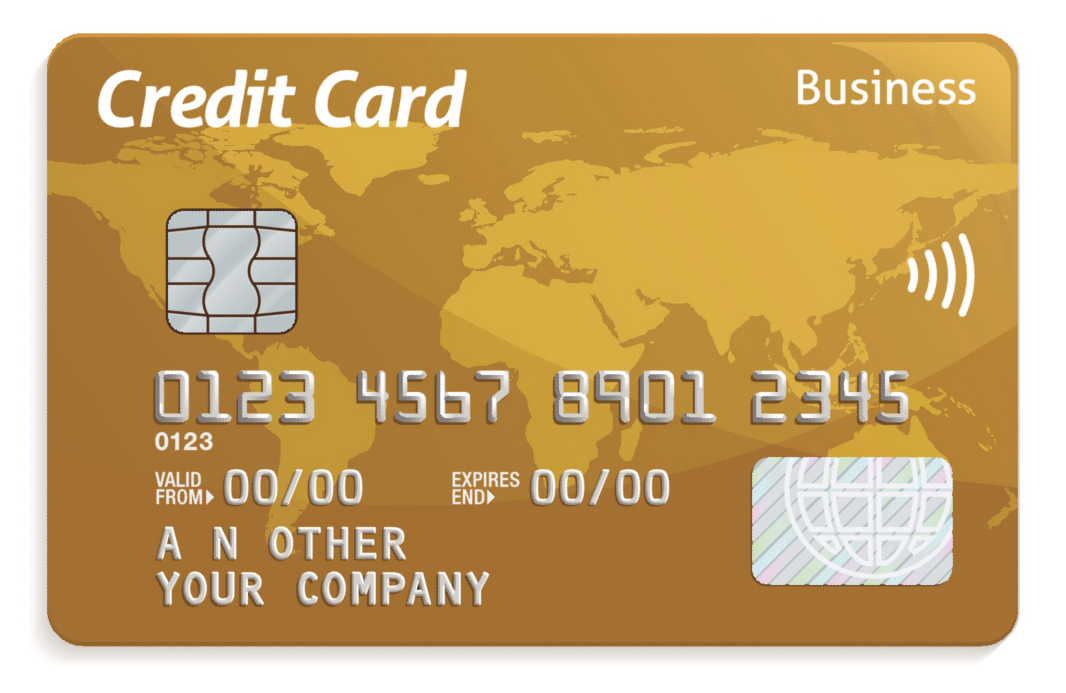 Credit Card
Business
0123 4567 8901 2345
0123
VALID FROM 00/00
EXPIRES END 00/00
A N OTHER
YOUR COMPANY